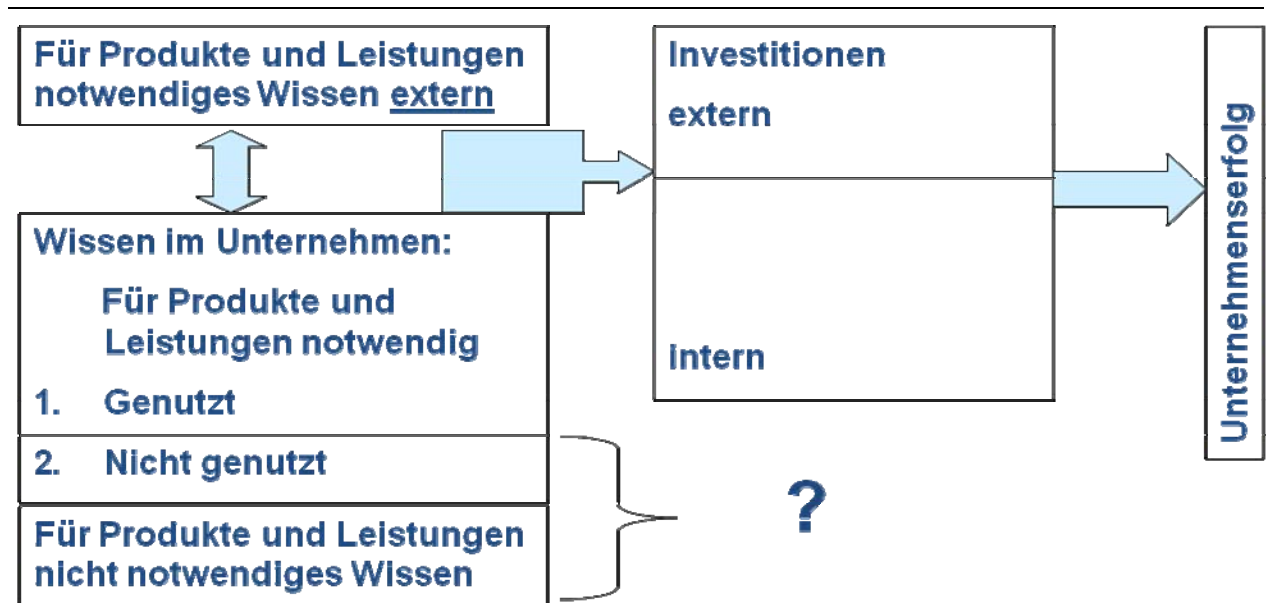 Für Produkte und Leistungen
notwendiges Wissen extern
Wissen im Unternehmen:
Für Produkte und
Leistungen notwendig
1. Genutzt
2. Nicht genutzt
Für Produkte und Leistungen
nicht notwendiges Wissen
Investitionen
extern
intern
?
Unternehmenserfolg